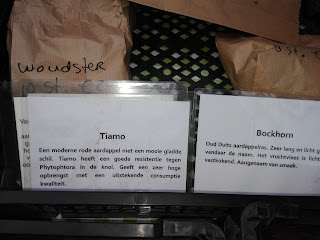 woudster
10 st.
Tiamo
Een moderne rode aardappel met een mooie gladde
schil. Tiamo heeft een goede resistentie tegen
Phytophtora in de knol. Geeft een zeer hoge
opbrengst met een uitstekende consumptie
kwaliteit.
Bockhorn
Oud Duits aardappelras. Zeer lang en licht g
vandaar de naam. Het vruchtvlees is licht
vastkokend. Aangenaam van smaak.